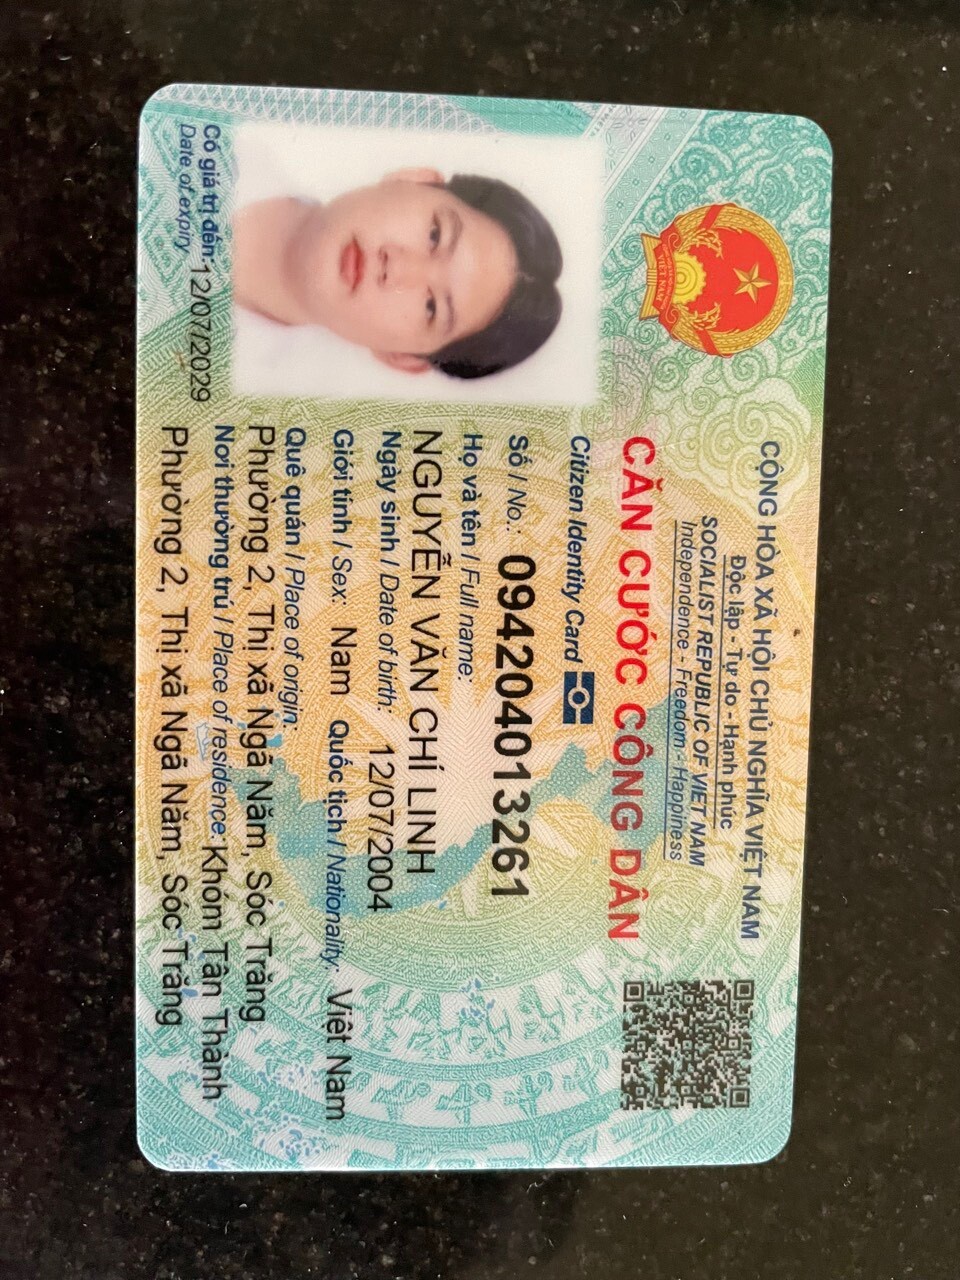 CỘNG HÒA XÃ HỘI CHỦ NGHĨA VIỆT NAM
Độc lập - Tự do - Hạnh phúc
SOCIALIST REPUBLIC OF VIET NAM
Independence - Freedom - Happiness
CĂN CƯỚC CÔNG DÂN
Citizen Identity Card
Số / No.: 094204013261
Họ và tên / Full name:
NGUYỄN VĂN CHÍ LINH
Ngày sinh / Date of birth: 12/07/2004
Giới tính / Sex: Nam Quốc tịch / Nationality: Việt Nam
Quê quán / Place of origin:
Phường 2, Thị xã Ngã Năm, Sóc Trăng
Nơi thường trú / Place of residence: Khóm Tân Thành
Phường 2, Thị xã Ngã Năm, Sóc Trăng
Có giá trị đến: 12/07/2029
Date of expiry
VIỆT NAM